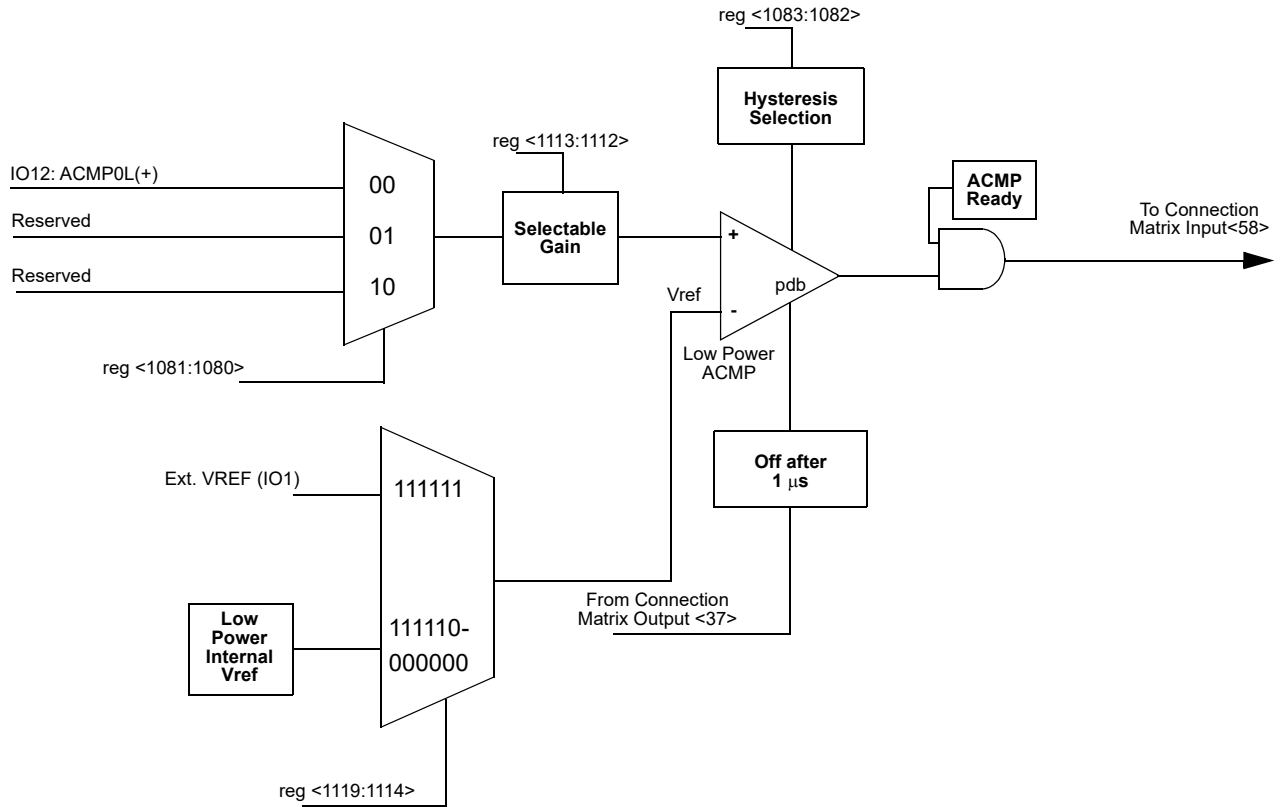 reg <1083:1082>
Hysteresis
Selection
reg <1113:1112>
IO12: ACMP0L(+)
00
ACMP
Ready
Reserved
01
Selectable
Gain
+
To Connection
Matrix Input<58>
Reserved
10
pdb
Vref
-
Low Power
ACMP
reg <1081:1080>
Ext. VREF (IO1)
111111
Off after
1 μs
From Connection
Matrix Output <37>
Low
Power
Internal
Vref
111110-
000000
reg <1119:1114>